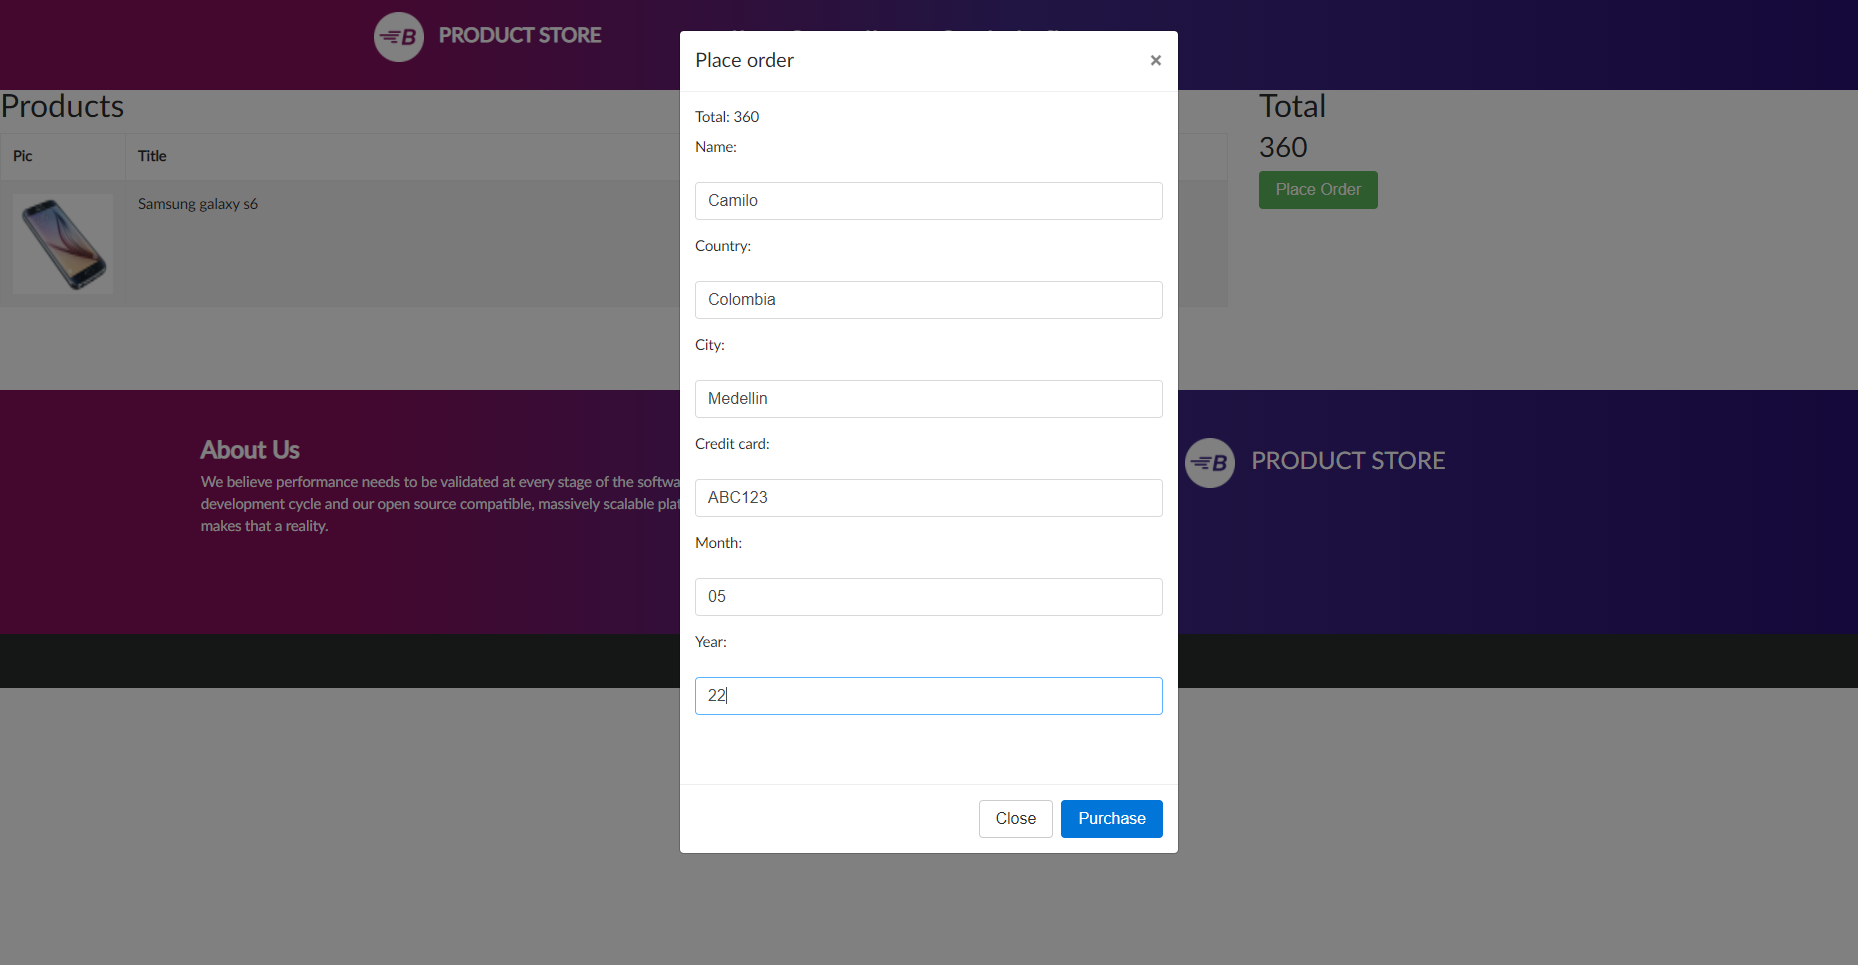 B PRODUCT STORE
Place order ×
Products
Total
Total: 360
360
Name:
Pic Title
Place Order
Camilo
Samsung galaxy s6
Country:
Colombia
City:
Medellin
Credit card:
About Us
B PRODUCT STORE
We believe performance needs to be validated at every stage of the softwa
development cycle and our open source compatible, massively scalable plat
makes that a reality.
ABC123
Month:
05
Year:
22
Close Purchase